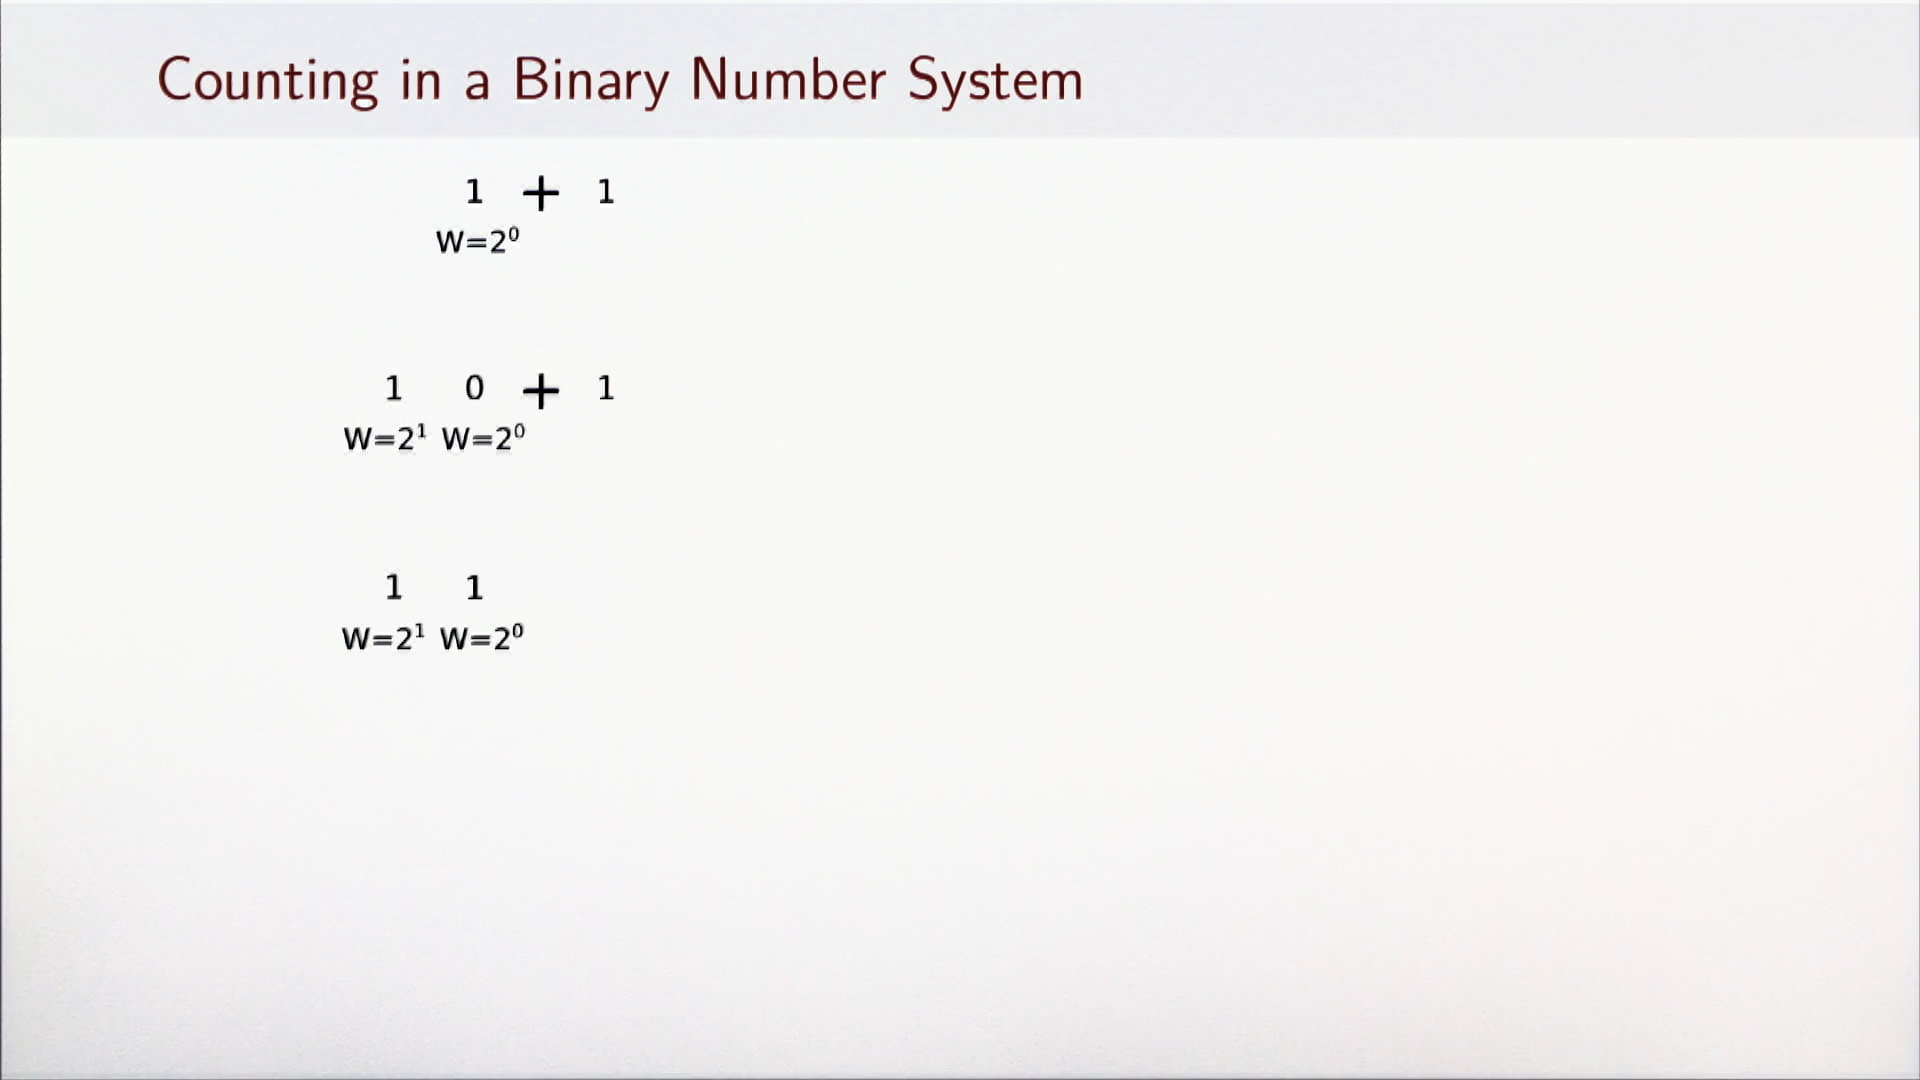 Counting in a Binary Number System
1 + 1
W=2⁰
1 0 + 1
W=2¹ W=2⁰
1 1
W=2¹ W=2⁰